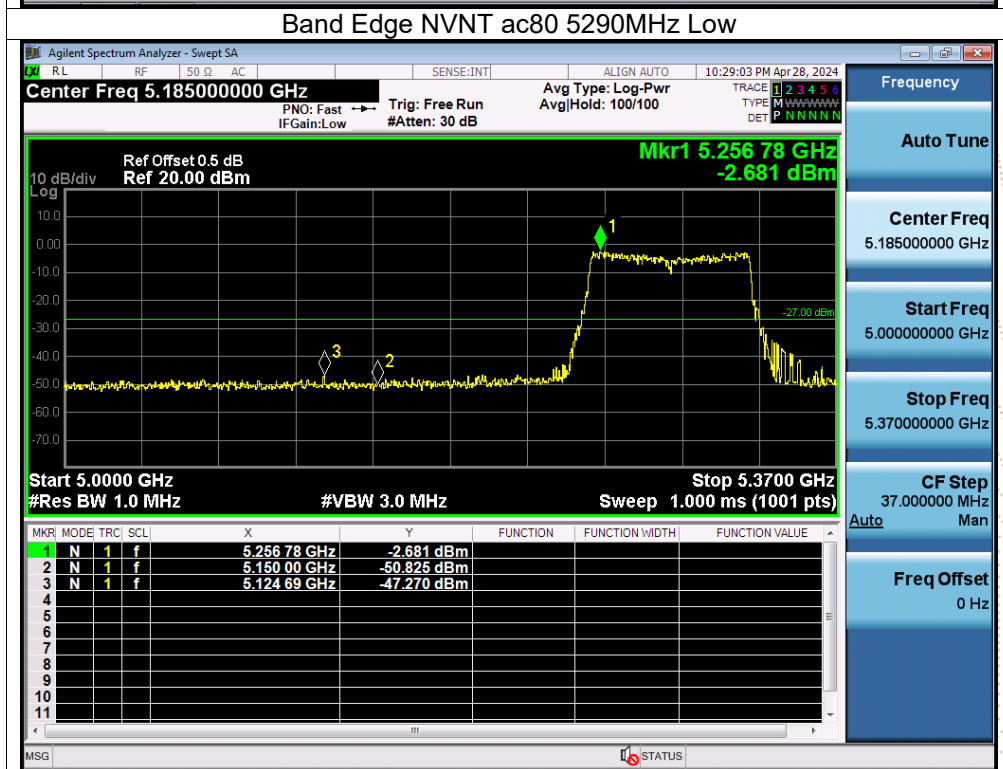 Band Edge NVNT ac80 5290MHz Low
Agilent Spectrum Analyzer - Swept SA
LXI RL RF 50 Ω AC SENSE:INT ALIGN AUTO 10:29:03 PM Apr 28, 2024
Center Freq 5.185000000 GHz
PNO: Fast
IFGain:Low
Trig: Free Run
#Atten: 30 dB
Avg Type: Log-Pwr
Avg|Hold: 100/100
TRACE 1 2 3 4 5 6
TYPE M WWWWW
DET P N N N N N
Mkr1 5.256 78 GHz
-2.681 dBm
Ref Offset 0.5 dB
10 dB/div Ref 20.00 dBm
Log
10.0
0.00
-10.0
-20.0
-30.0
-40.0
-50.0
-60.0
-70.0
1
-27.00 dBm
3
2
Start 5.0000 GHz Stop 5.3700 GHz
#Res BW 1.0 MHz #VBW 3.0 MHz Sweep 1.000 ms (1001 pts)
MKR MODE TRC SCL X Y FUNCTION FUNCTION WIDTH FUNCTION VALUE
1 N 1 f 5.256 78 GHz -2.681 dBm
2 N 1 f 5.150 00 GHz -50.825 dBm
3 N 1 f 5.124 69 GHz -47.270 dBm
4
5
6
7
8
9
10
11
MSG STATUS
Frequency
Auto Tune
Center Freq
5.185000000 GHz
Start Freq
5.000000000 GHz
Stop Freq
5.370000000 GHz
CF Step
37.000000 MHz
Auto Man
Freq Offset
0 Hz